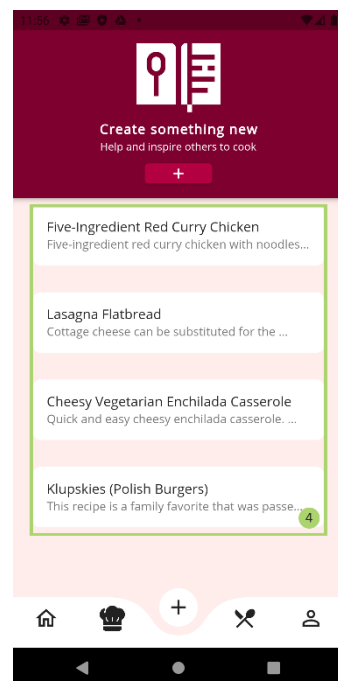 11:56
Create something new
Help and inspire others to cook
+
Five-Ingredient Red Curry Chicken
Five-ingredient red curry chicken with noodles...
Lasagna Flatbread
Cottage cheese can be substituted for the ...
Cheesy Vegetarian Enchilada Casserole
Quick and easy cheesy enchilada casserole. ...
Klupskies (Polish Burgers)
This recipe is a family favorite that was passe...
4
+